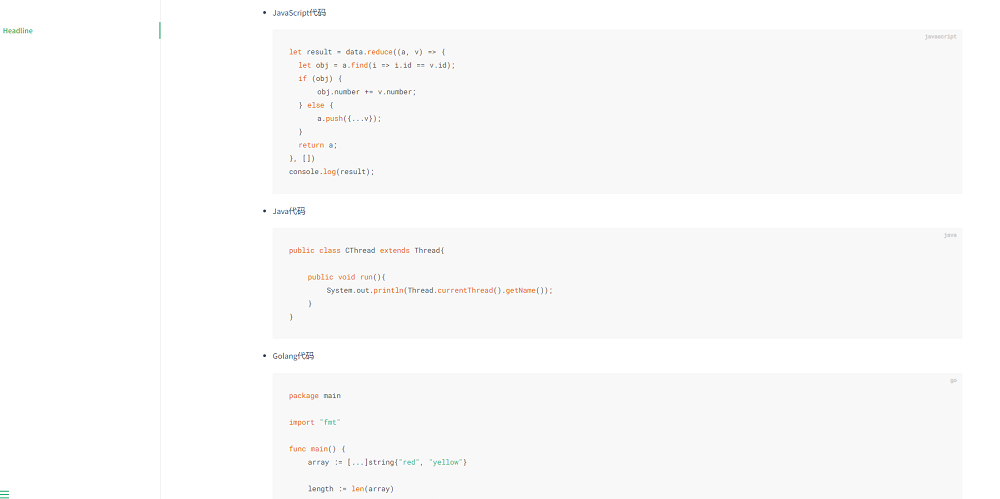 Headline
JavaScript代码
javascript
let result = data.reduce((a, v) => {
let obj = a.find(i => i.id == v.id);
if (obj) {
obj.number += v.number;
} else {
a.push({...v});
}
return a;
}, [])
console.log(result);
Java代码
java
public class CThread extends Thread{
public void run(){
System.out.println(Thread.currentThread().getName());
}
}
Golang代码
go
package main
import "fmt"
func main() {
array := [...]string{"red", "yellow"}
length := len(array)